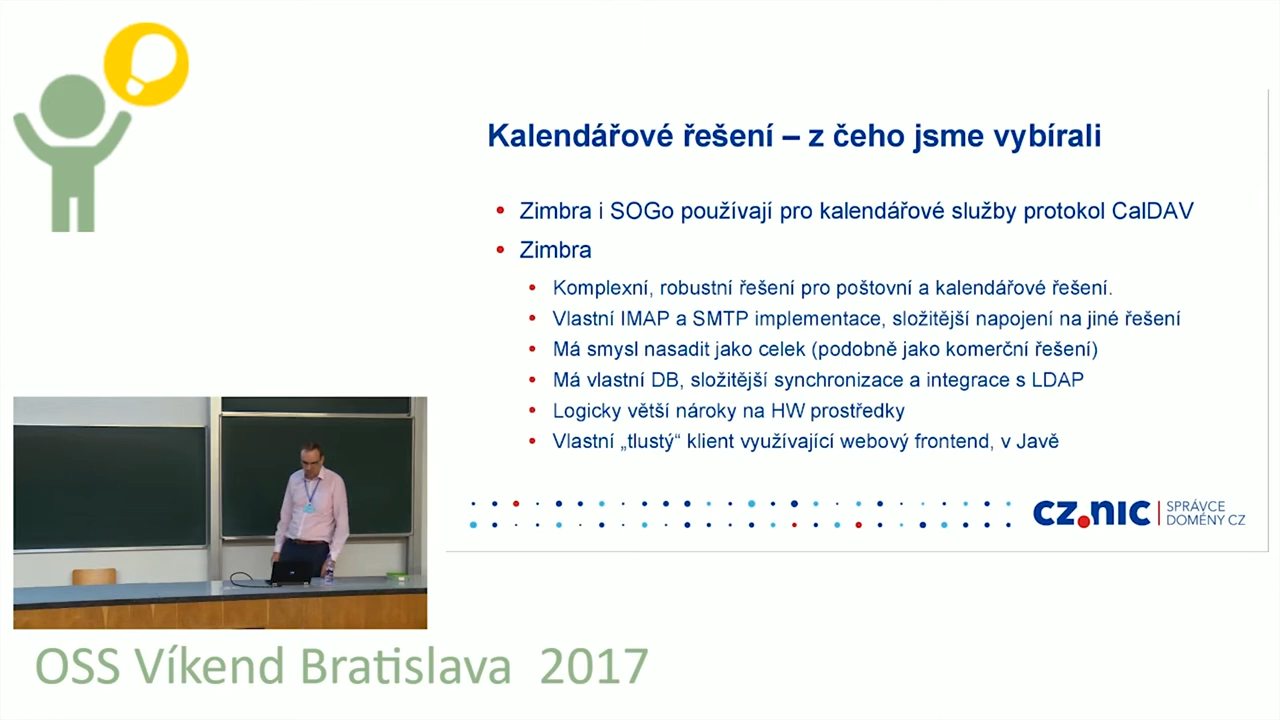 Kalendářové řešení – z čeho jsme vybírali
Zimbra i SOGo používají pro kalendářové služby protokol CalDAV
Zimbra
Komplexní, robustní řešení pro poštovní a kalendářové řešení.
Vlastní IMAP a SMTP implementace, složitější napojení na jiné řešení
Má smysl nasadit jako celek (podobně jako komerční řešení)
Má vlastní DB, složitější synchronizace a integrace s LDAP
Logicky větší nároky na HW prostředky
Vlastní „tlustý“ klient využívající webový frontend, v Javě
cz.nic
SPRÁVCE
DOMÉNY CZ
OSS Víkend Bratislava 2017